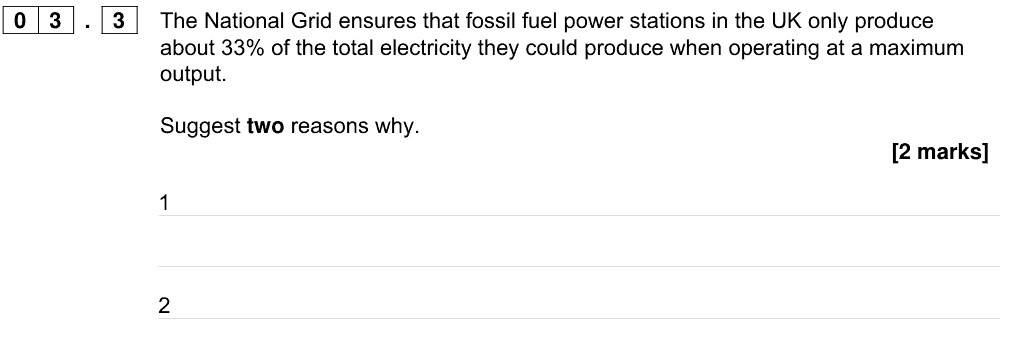 0 3 . 3 The National Grid ensures that fossil fuel power stations in the UK only produce
about 33% of the total electricity they could produce when operating at a maximum
output.
Suggest two reasons why.
[2 marks]
1
2